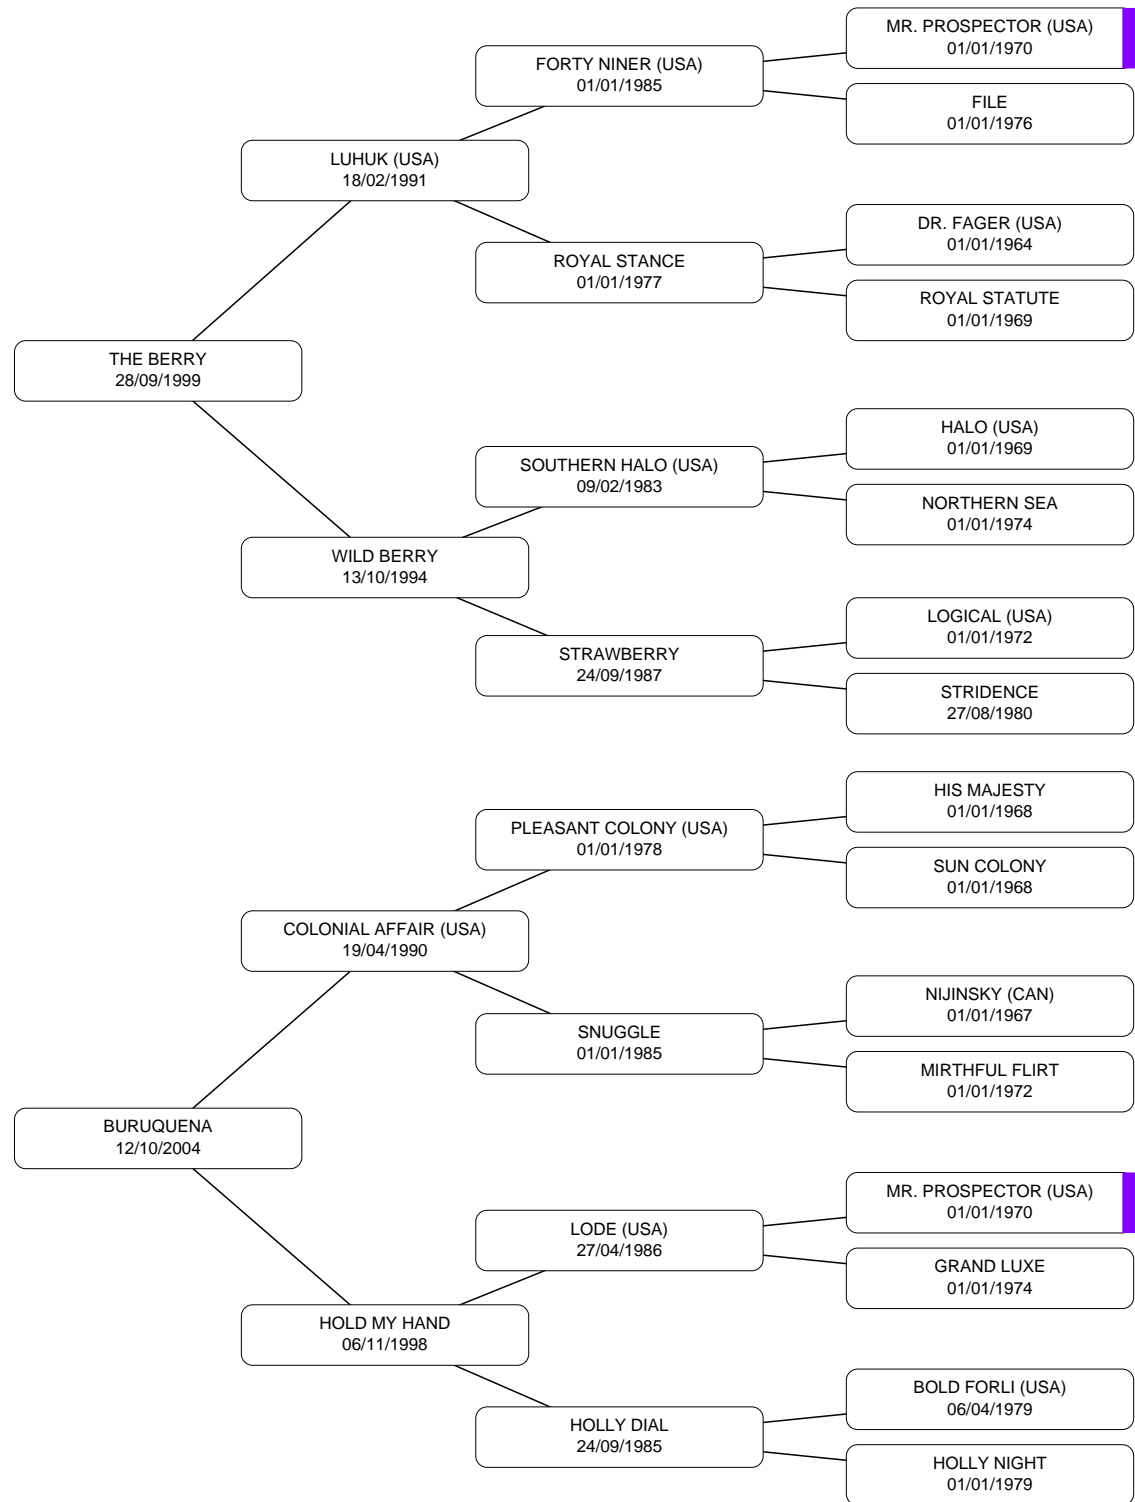 MR. PROSPECTOR (USA)
01/01/1970
FORTY NINER (USA)
01/01/1985
FILE
01/01/1976
LUHUK (USA)
18/02/1991
DR. FAGER (USA)
01/01/1964
ROYAL STANCE
01/01/1977
ROYAL STATUTE
01/01/1969
THE BERRY
28/09/1999
HALO (USA)
01/01/1969
SOUTHERN HALO (USA)
09/02/1983
NORTHERN SEA
01/01/1974
WILD BERRY
13/10/1994
LOGICAL (USA)
01/01/1972
STRAWBERRY
24/09/1987
STRIDENCE
27/08/1980
HIS MAJESTY
01/01/1968
PLEASANT COLONY (USA)
01/01/1978
SUN COLONY
01/01/1968
COLONIAL AFFAIR (USA)
19/04/1990
NIJINSKY (CAN)
01/01/1967
SNUGGLE
01/01/1985
MIRTHFUL FLIRT
01/01/1972
BURUQUENA
12/10/2004
MR. PROSPECTOR (USA)
01/01/1970
LODE (USA)
27/04/1986
GRAND LUXE
01/01/1974
HOLD MY HAND
06/11/1998
BOLD FORLI (USA)
06/04/1979
HOLLY DIAL
24/09/1985
HOLLY NIGHT
01/01/1979